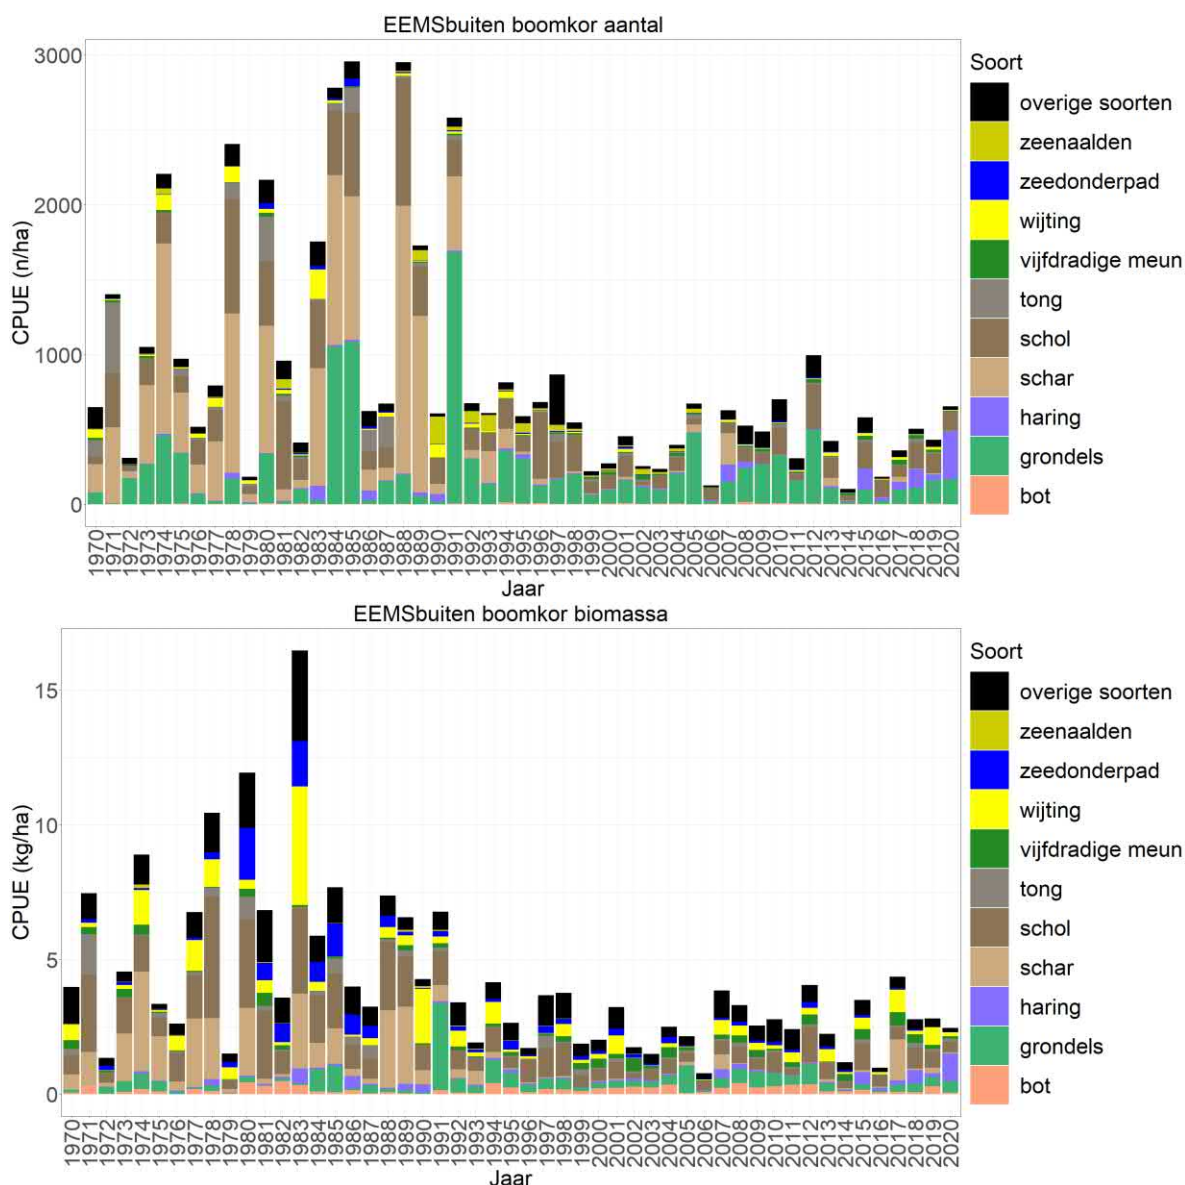 EEMSbuiten boomkor aantal
CPUE (n/ha)
3000
2000
1000
0
1970 1971 1972 1973 1974 1975 1976 1977 1978 1979 1980 1981 1982 1983 1984 1985 1986 1987 1988 1989 1990 1991 1992 1993 1994 1995 1996 1997 1998 1999 2000 2001 2002 2003 2004 2005 2006 2007 2008 2009 2010 2011 2012 2013 2014 2015 2016 2017 2018 2019 2020
Jaar
Soort
overige soorten
zeenaalden
zeedonderpad
wijting
vijfdradige meun
tong
schol
schar
haring
grondels
bot
EEMSbuiten boomkor biomassa
CPUE (kg/ha)
15
10
5
0
1970 1971 1972 1973 1974 1975 1976 1977 1978 1979 1980 1981 1982 1983 1984 1985 1986 1987 1988 1989 1990 1991 1992 1993 1994 1995 1996 1997 1998 1999 2000 2001 2002 2003 2004 2005 2006 2007 2008 2009 2010 2011 2012 2013 2014 2015 2016 2017 2018 2019 2020
Jaar
Soort
overige soorten
zeenaalden
zeedonderpad
wijting
vijfdradige meun
tong
schol
schar
haring
grondels
bot